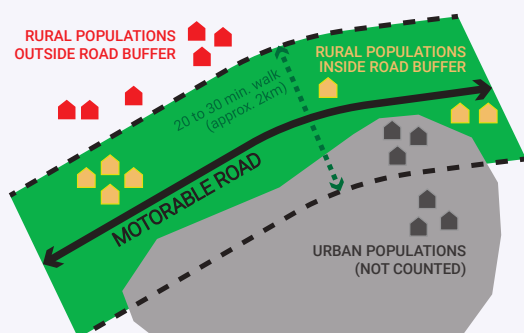 RURAL POPULATIONS
OUTSIDE ROAD BUFFER
RURAL POPULATIONS
INSIDE ROAD BUFFER
20 to 30 min. walk
(approx. 2km)
MOTORABLE ROAD
URBAN POPULATIONS
(NOT COUNTED)